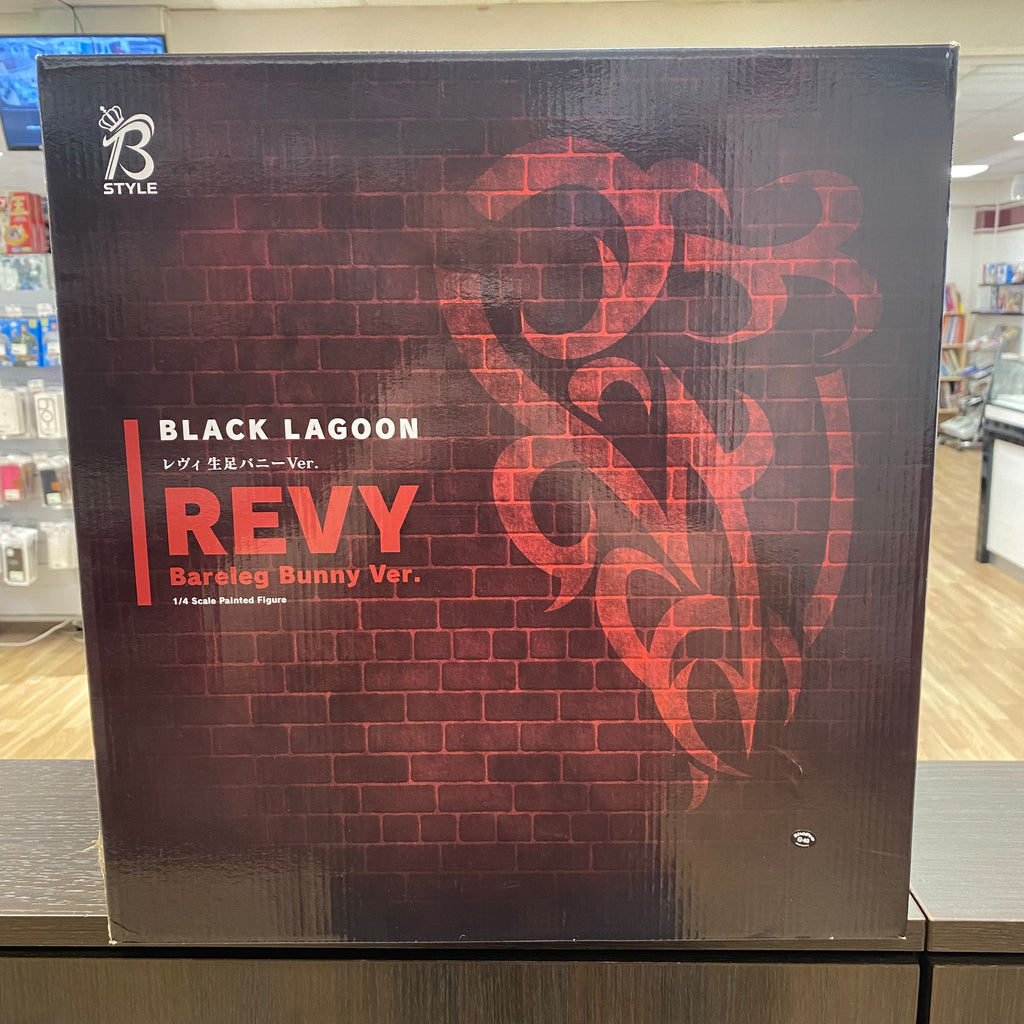 B
STYLE
BLACK LAGOON
レヴィ 生足バニーVer.
REVY
Bareleg Bunny Ver.
1/4 Scale Painted Figure